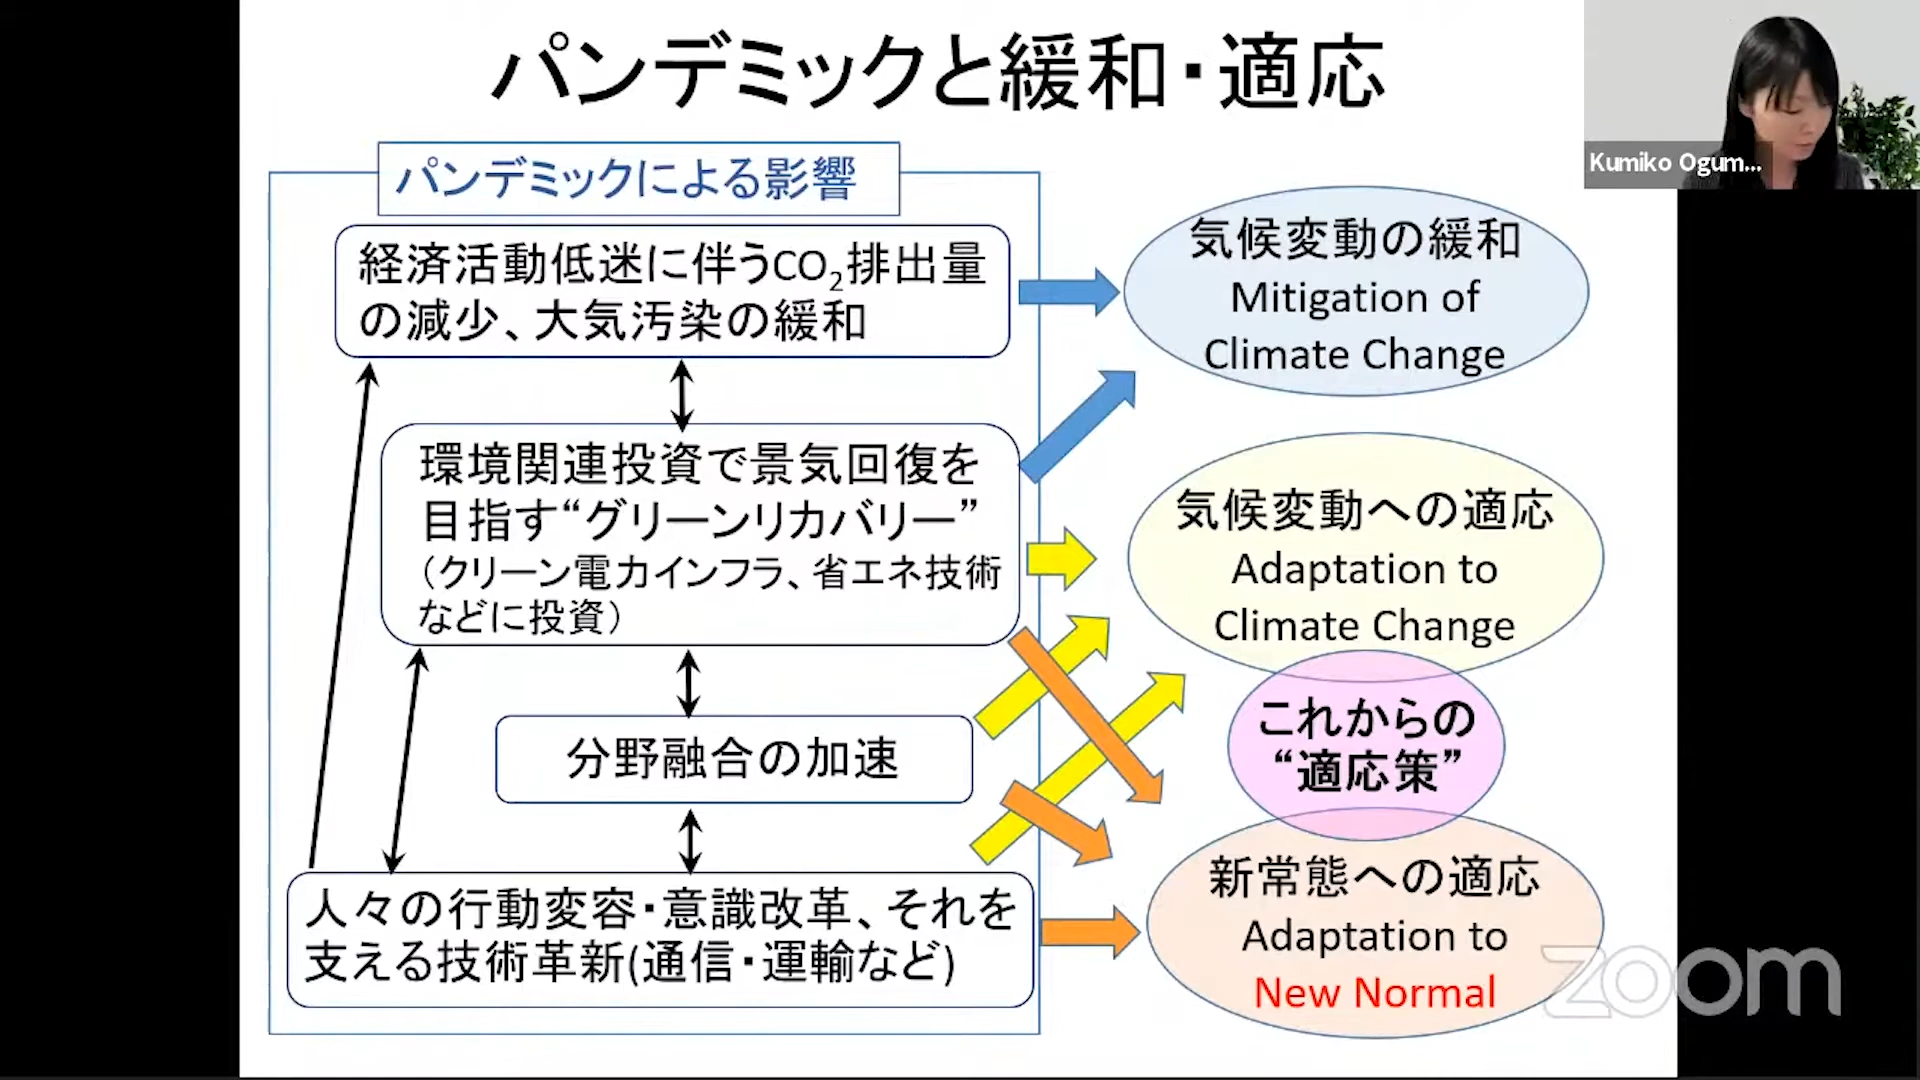 パンデミックと緩和・適応
Kumiko Ogum...
パンデミックによる影響
経済活動低迷に伴うCO₂排出量
の減少、大気汚染の緩和
環境関連投資で景気回復を
目指す“グリーンリカバリー”
（クリーン電力インフラ、省エネ技術
などに投資）
分野融合の加速
人々の行動変容・意識改革、それを
支える技術革新(通信・運輸など)
気候変動の緩和
Mitigation of
Climate Change
気候変動への適応
Adaptation to
Climate Change
これからの
“適応策”
新常態への適応
Adaptation to
New Normal
zoom